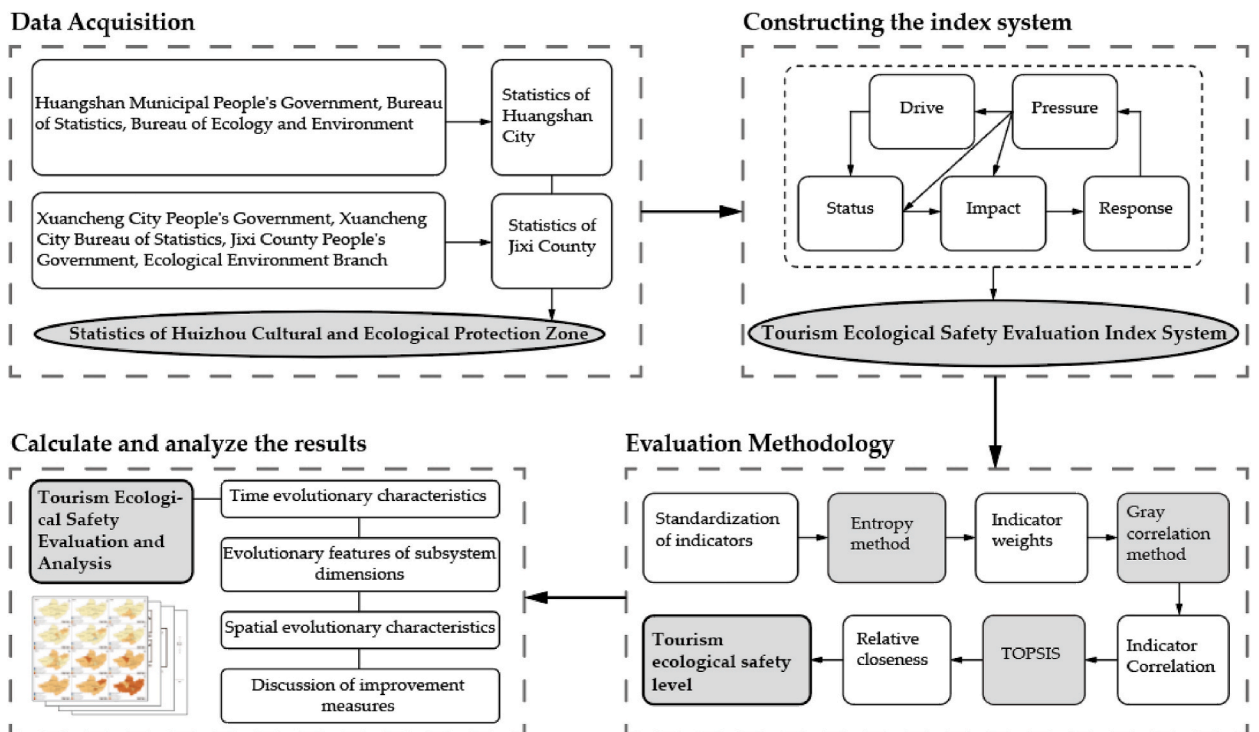 Data Acquisition
Huangshan Municipal People's Government, Bureau
of Statistics, Bureau of Ecology and Environment
Statistics of
Huangshan
City
Xuancheng City People's Government, Xuancheng
City Bureau of Statistics, Jixi County People's
Government, Ecological Environment Branch
Statistics of
Jixi County
Statistics of Huizhou Cultural and Ecological Protection Zone
Constructing the index system
Drive
Pressure
Status
Impact
Response
Tourism Ecological Safety Evaluation Index System
Calculate and analyze the results
Tourism Ecologi-
cal Safety
Evaluation and
Analysis
Time evolutionary characteristics
Evolutionary features of subsystem
dimensions
Spatial evolutionary characteristics
Discussion of improvement
measures
Evaluation Methodology
Standardization
of indicators
Entropy
method
Indicator
weights
Gray
correlation
method
Tourism
ecological safety
level
Relative
closeness
TOPSIS
Indicator
Correlation